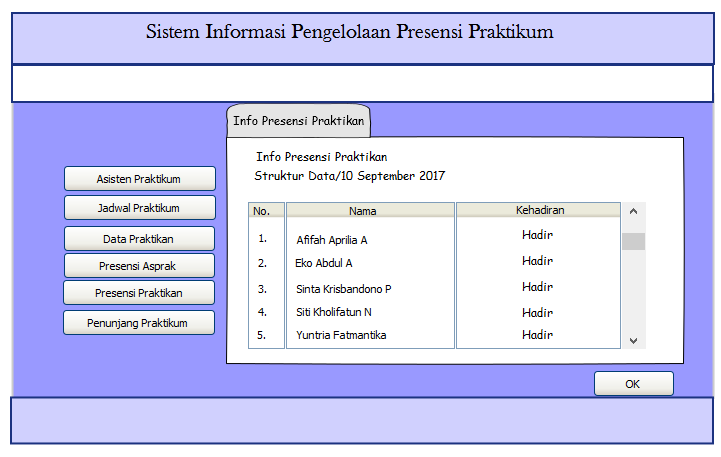 Sistem Informasi Pengelolaan Presensi Praktikum
Asisten Praktikum
Jadwal Praktikum
Data Praktikan
Presensi Asprak
Presensi Praktikan
Penunjang Praktikum
Info Presensi Praktikan
Info Presensi Praktikan
Struktur Data/10 September 2017
No. Nama Kehadiran
1. Afifah Aprilia A Hadir
2. Eko Abdul A Hadir
3. Sinta Krisbandono P Hadir
4. Siti Kholifatun N Hadir
5. Yuntria Fatmantika Hadir
OK